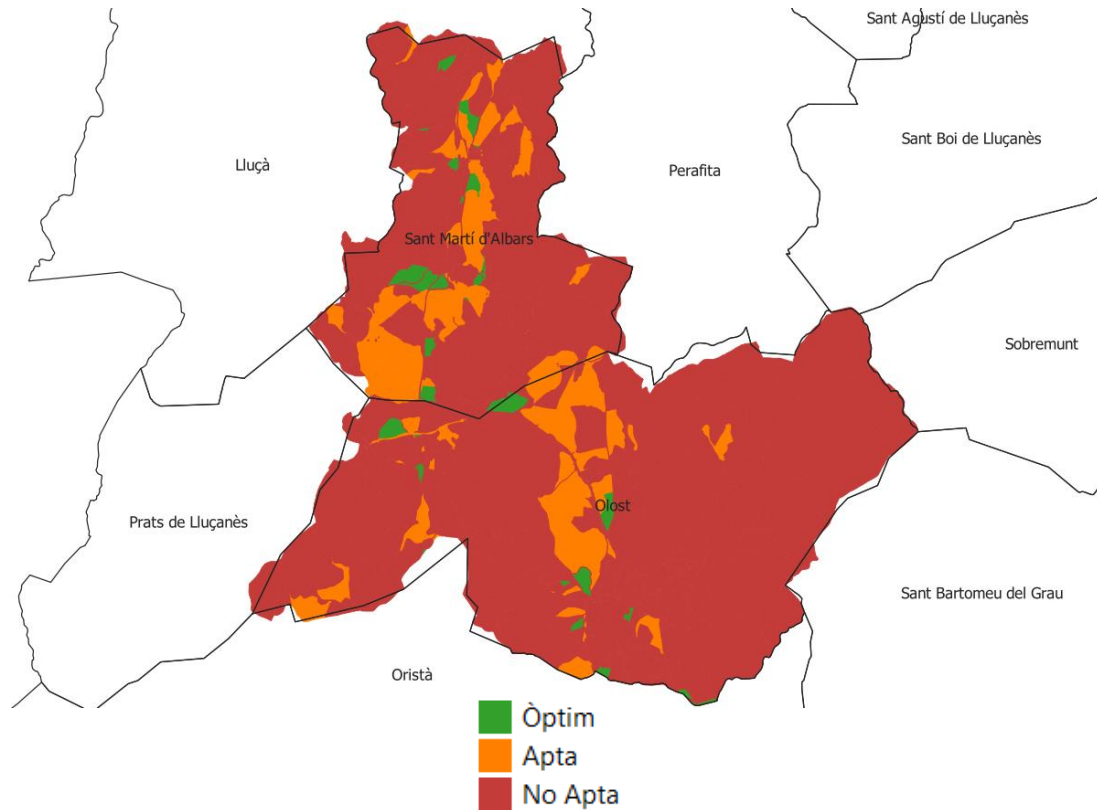 Sant Agustí de Lluçanès
Sant Boi de Lluçanès
Lluçà
Perafita
Sant Martí d'Albars
Sobremunt
Olost
Prats de Lluçanès
Sant Bartomeu del Grau
Oristà
Òptim
Apta
No Apta